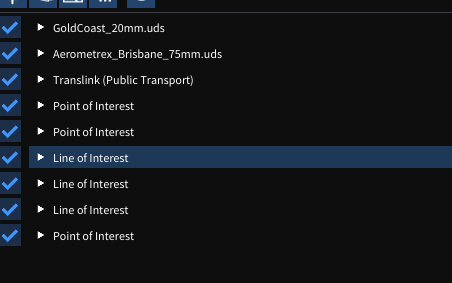 GoldCoast_20mm.uds
Aerometrex_Brisbane_75mm.uds
Translink (Public Transport)
Point of Interest
Point of Interest
Line of Interest
Line of Interest
Line of Interest
Point of Interest